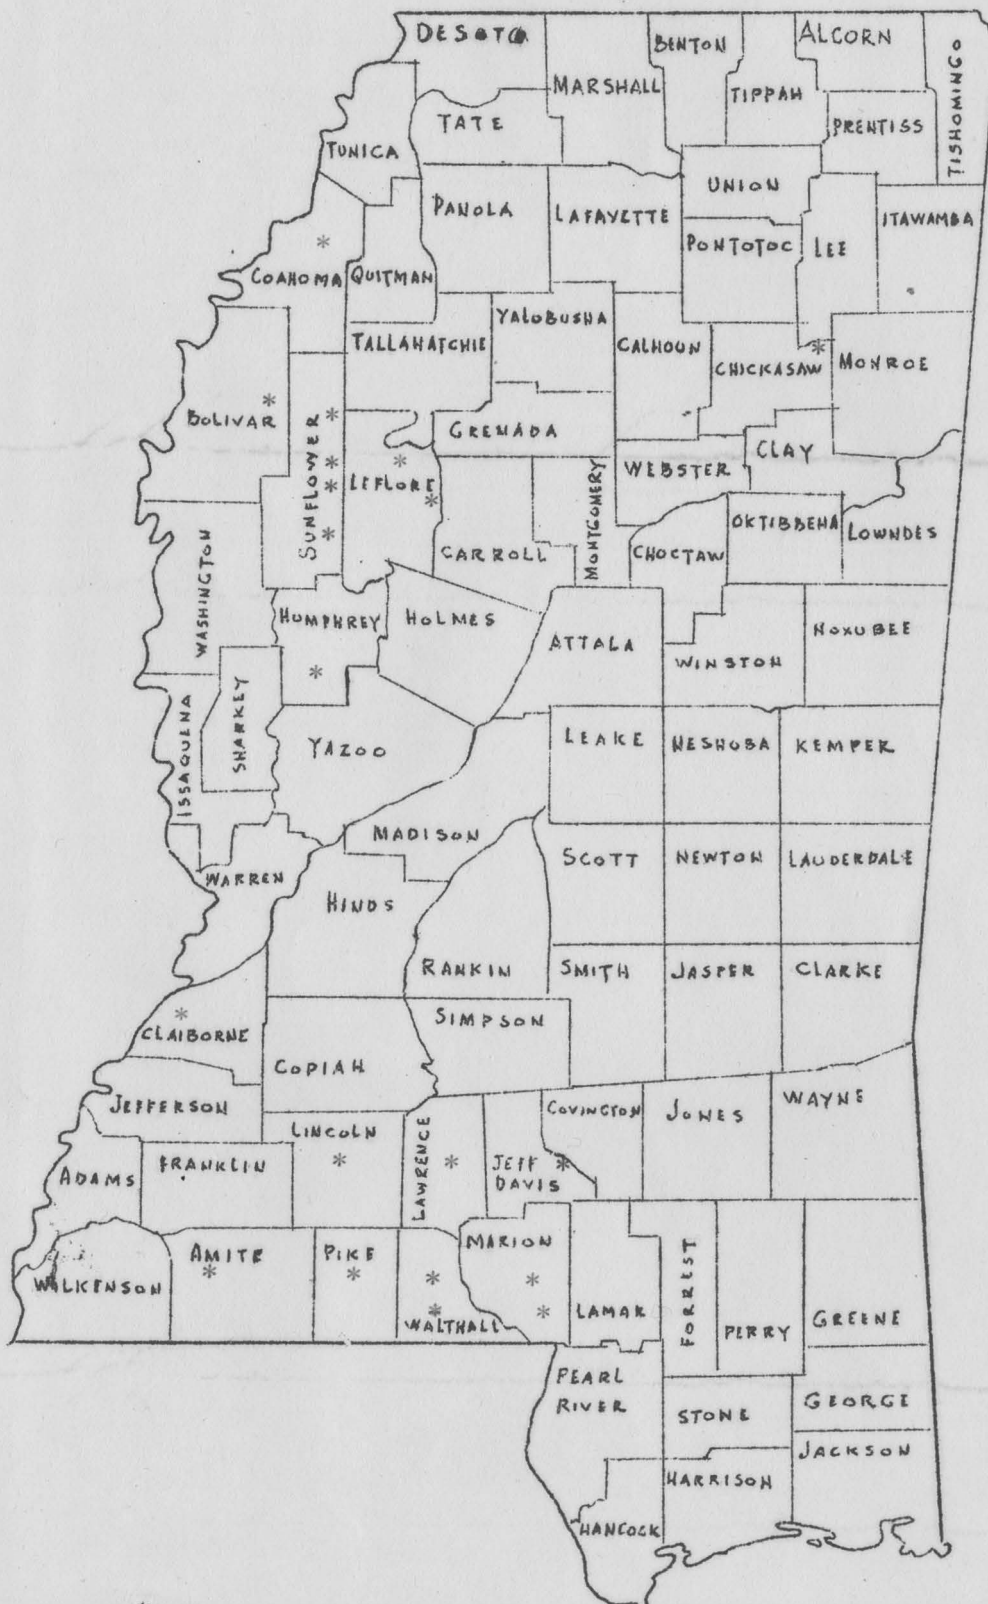 DESOTO
BENTON
ALCORN
MARSHALL
TIPPAH
TISHOMINGO
TATE
PRENTISS
TUNICA
UNION
PANOLA
LAFAYETTE
ITAWAMBA
PONTOTOC
LEE
*
COAHOMA
QUITMAN
YALOBUSHA
TALLAHATCHIE
CALHOUN
*
CHICKASAW
MONROE
*
BOLIVAR
*
SUNFLOWER
*
*
*
GRENADA
CLAY
*
LEFLORE
*
WEBSTER
MONTGOMERY
OKTIBBEHA
LOWNDES
CARROLL
CHOCTAW
WASHINGTON
HUMPHREY
HOLMES
NOXUBEE
ATTALA
WINSTON
*
ISSAQUENA
SHARKEY
YAZOO
LEAKE
NESHOBA
KEMPER
MADISON
SCOTT
NEWTON
LAUDERDALE
WARREN
HINDS
RANKIN
SMITH
JASPER
CLARKE
*
CLAIBORNE
SIMPSON
COPIAH
JEFFERSON
COVINGTON
JONES
WAYNE
LINCOLN
*
LAWRENCE
*
JEFF
DAVIS
*
ADAMS
FRANKLIN
AMITE
*
PIKE
*
MARION
*
*
WILKENSON
*
*
WALTHALL
LAMAR
FORREST
PERRY
GREENE
PEARL
RIVER
STONE
GEORGE
JACKSON
HARRISON
HANCOCK